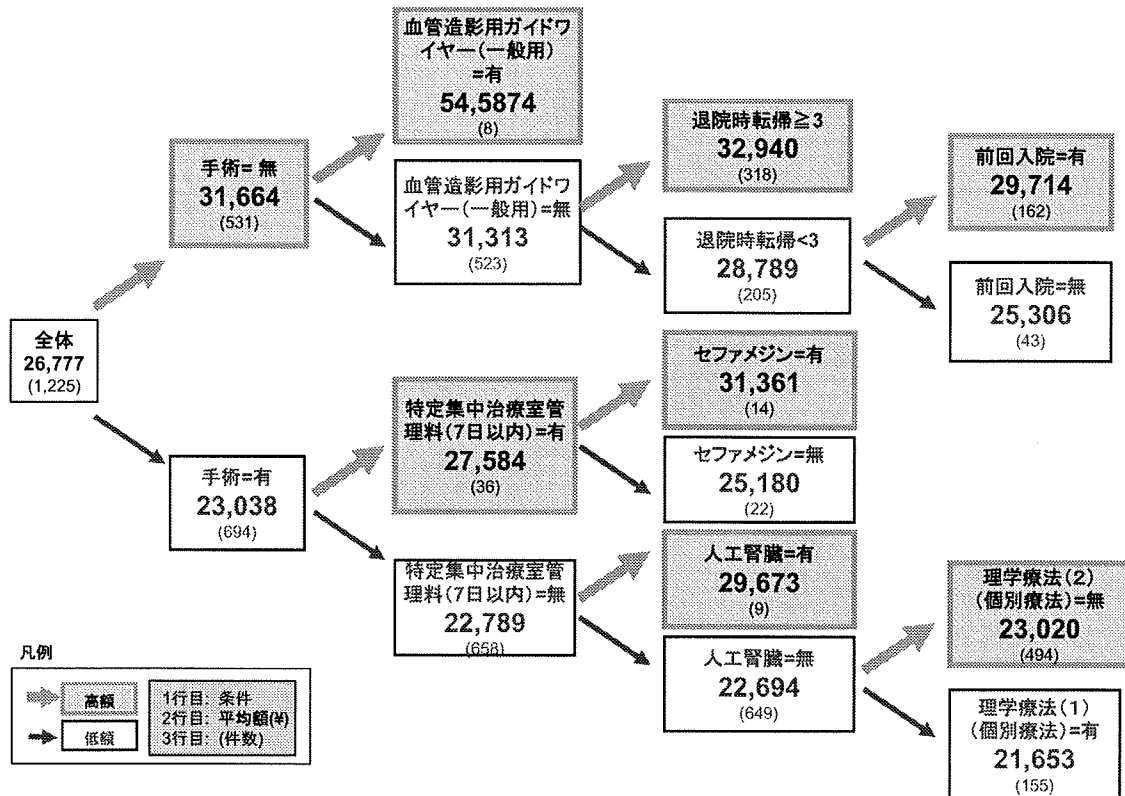 血管造影用ガイドワ
イヤー(一般用)
=有
54,5874
(8)
手術= 無
31,664
(531)
血管造影用ガイドワ
イヤー(一般用)=無
31,313
(523)
退院時転帰≧3
32,940
(318)
退院時転帰<3
28,789
(205)
前回入院=有
29,714
(162)
前回入院=無
25,306
(43)
全体
26,777
(1,225)
手術=有
23,038
(694)
特定集中治療室管
理料(7日以内)=有
27,584
(36)
特定集中治療室管
理料(7日以内)=無
22,789
(658)
セファメジン=有
31,361
(14)
セファメジン=無
25,180
(22)
人工腎臓=有
29,673
(9)
人工腎臓=無
22,694
(649)
理学療法(2)
(個別療法)=無
23,020
(494)
理学療法(1)
(個別療法)=有
21,653
(155)
凡例
高額
低額
1行目: 条件
2行目: 平均額(¥)
3行目: (件数)